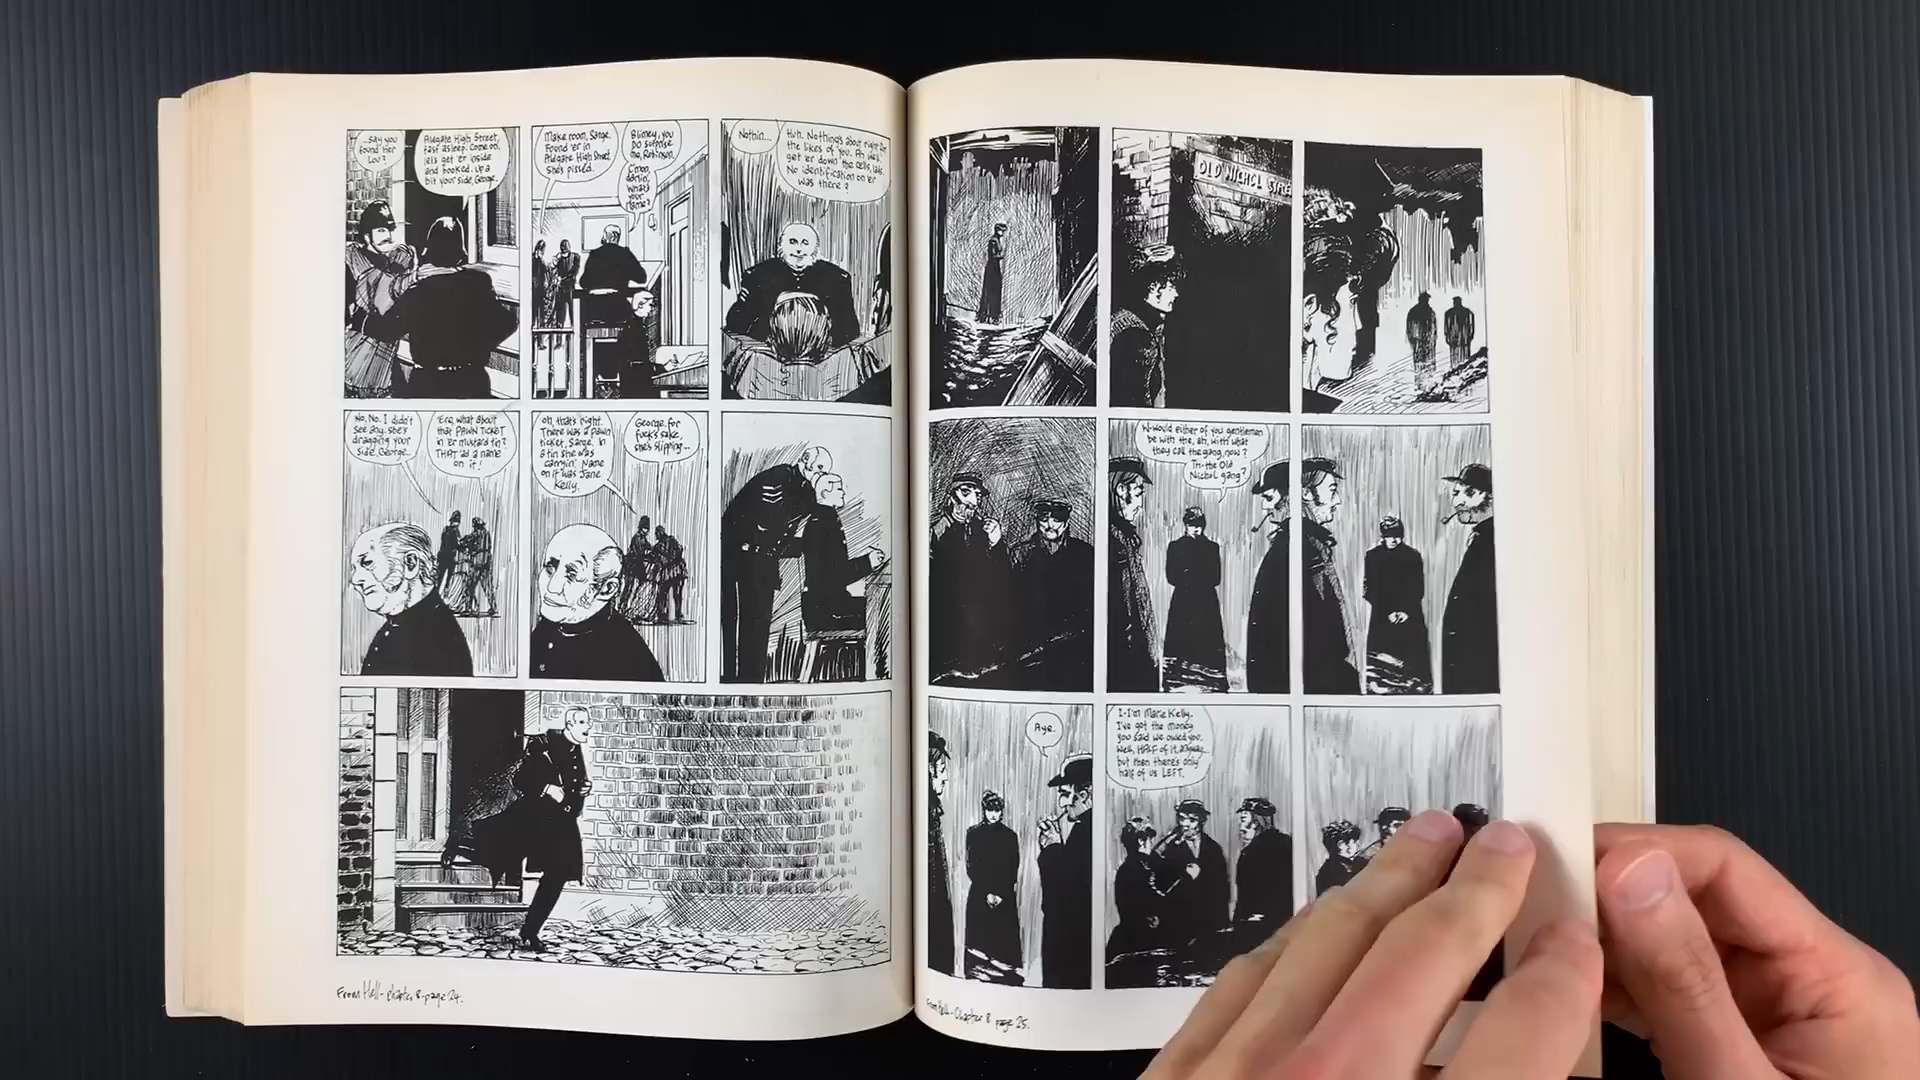 ...Say you
found Her
Lou?
Aldgate High Street,
fast asleep. Come on,
let's get 'er inside
and booked. Up a
bit your side, George.
Make room, Sarge.
Found 'er in
Aldgate High Street.
She's pissed.
Blimey, you
DO surprise
me, Robinson.
C'mon,
darlin'.
What's
your
name?
Nothin...
Huh. Nothing's about right for
the likes of you. Ah well,
get 'er down the cells, lads.
No identification on 'er
was there?
No, No. I didn't
see any. She's
dragging your
side, George...
'Ere, what about
that PAWN TICKET
in 'er mustard tin?
THAT 'ad a name
on it!
Oh, that's right.
There was a pawn
ticket, Sarge. In
a tin she was
carryin'. Name
on it was Jane
Kelly.
George, for
fuck's sake,
she's slipping...
From Hell - chapter 8 - page 24.
OLD NICHOL STREE
W-Would either of you gentlemen
be with the, ah, with what
they call the gang, now?
Th-the Old
Nichol gang?
Aye.
I-I'm Marie Kelly.
I've got the money
you said we owed you.
Well, HALF of it, anyway...
but then there's only
half of us LEFT.
From Hell - Chapter 8 page 25.